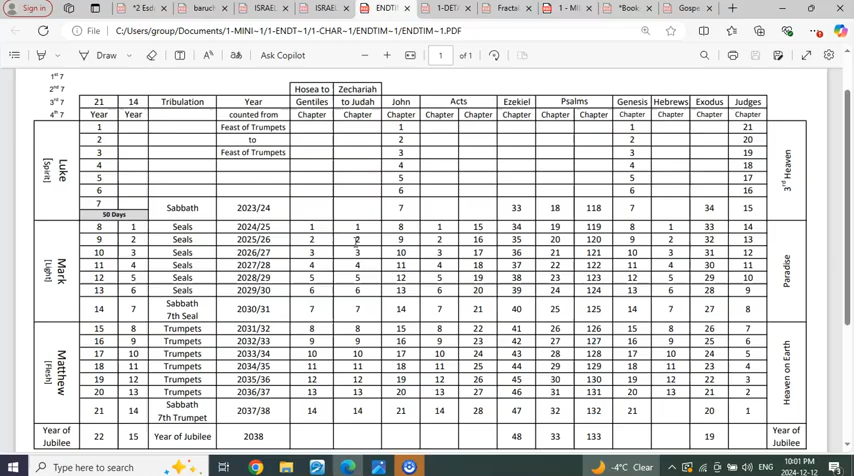 Sign in
*2 Esd
baruch
ISRAEL
ISRAEL
ENDTIM
1-DETA
Fractal
1 - MI
*Book
Gospe
C:/Users/group/Documents/1-MINI~1/1-ENDT~1/1-CHAR~1/ENDTIM~1/ENDTIM~1.PDF
Draw
Ask Copilot
1 of 1
1st 7
2nd 7 Hosea to Zechariah
3rd 7 21 14 Tribulation Year Gentiles to Judah John Acts Ezekiel Psalms Genesis Hebrews Exodus Judges
4th 7 Year Year counted from Chapter Chapter Chapter Chapter Chapter Chapter Chapter Chapter Chapter Chapter Chapter Chapter
Luke [Spirit]
1 Feast of Trumpets 1 1 21
2 to 2 2 20
3 Feast of Trumpets 3 3 19
4 4 4 18
5 5 5 17
6 6 6 16
7 Sabbath 2023/24 7 33 18 118 7 34 15
50 Days
3rd Heaven
Mark [Light]
8 1 Seals 2024/25 1 1 8 1 15 34 19 119 8 1 33 14
9 2 Seals 2025/26 2 2 9 2 16 35 20 120 9 2 32 13
10 3 Seals 2026/27 3 3 10 3 17 36 21 121 10 3 31 12
11 4 Seals 2027/28 4 4 11 4 18 37 22 122 11 4 30 11
12 5 Seals 2028/29 5 5 12 5 19 38 23 123 12 5 29 10
13 6 Seals 2029/30 6 6 13 6 20 39 24 124 13 6 28 9
14 7 Sabbath 7th Seal 2030/31 7 7 14 7 21 40 25 125 14 7 27 8
Paradise
Matthew [Flesh]
15 8 Trumpets 2031/32 8 8 15 8 22 41 26 126 15 8 26 7
16 9 Trumpets 2032/33 9 9 16 9 23 42 27 127 16 9 25 6
17 10 Trumpets 2033/34 10 10 17 10 24 43 28 128 17 10 24 5
18 11 Trumpets 2034/35 11 11 18 11 25 44 29 129 18 11 23 4
19 12 Trumpets 2035/36 12 12 19 12 26 45 30 130 19 12 22 3
20 13 Trumpets 2036/37 13 13 20 13 27 46 31 131 20 13 21 2
21 14 Sabbath 7th Trumpet 2037/38 14 14 21 14 28 47 32 132 21 20 1
Heaven on Earth
Year of Jubilee 22 15 Year of Jubilee 2038 48 33 133 19 Year of Jubilee
Type here to search
-4°C Clear
ENG
10:01 PM
2024-12-12